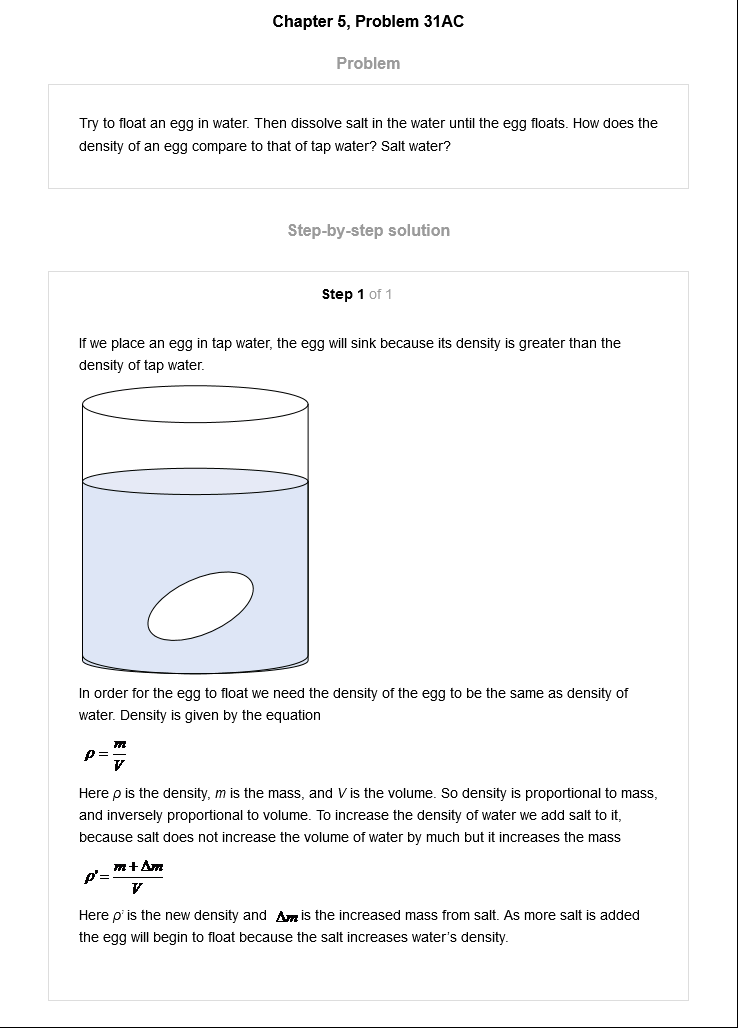 Chapter 5, Problem 31AC
Problem
Try to float an egg in water. Then dissolve salt in the water until the egg floats. How does the
density of an egg compare to that of tap water? Salt water?
Step-by-step solution
Step 1 of 1
If we place an egg in tap water, the egg will sink because its density is greater than the
density of tap water.
In order for the egg to float we need the density of the egg to be the same as density of
water. Density is given by the equation
ρ = m/V
Here ρ is the density, m is the mass, and V is the volume. So density is proportional to mass,
and inversely proportional to volume. To increase the density of water we add salt to it,
because salt does not increase the volume of water by much but it increases the mass
ρ' = (m + Δm)/V
Here ρ' is the new density and Δm is the increased mass from salt. As more salt is added
the egg will begin to float because the salt increases water's density.